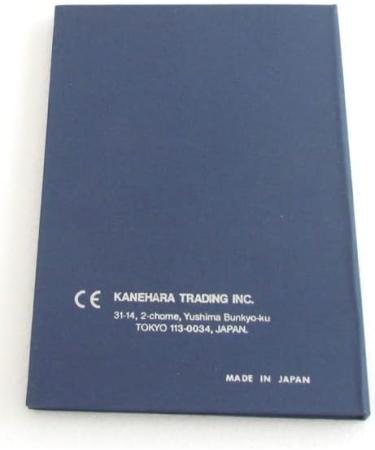 CE KANEHARA TRADING INC.
31-14, 2-chome, Yushima Bunkyo-ku
TOKYO 113-0034, JAPAN.
MADE IN JAPAN